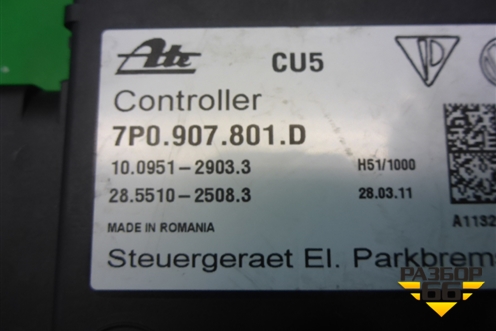 Ate CU5
Controller
7P0.907.801.D
10.0951-2903.3 H51/1000
28.5510-2508.3 28.03.11
A1132
MADE IN ROMANIA
Steuergeraet El. Parkbrems
РАЗБОР
66